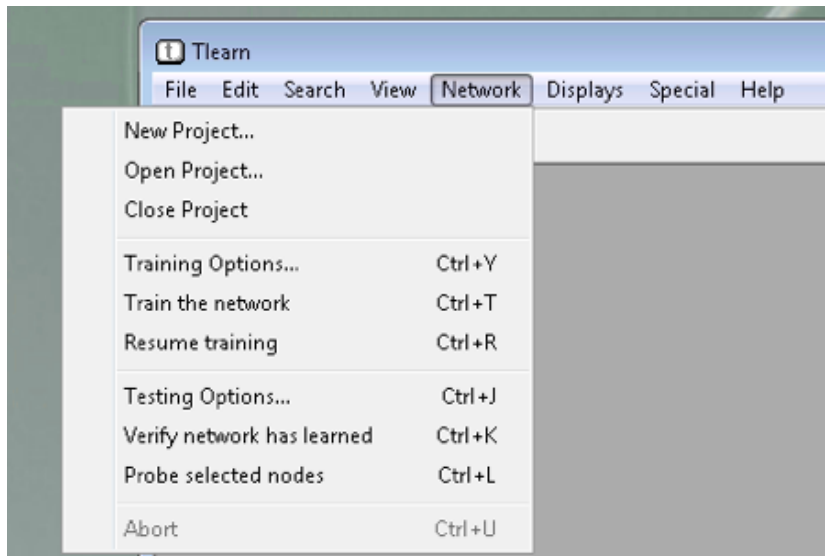 t Tlearn
File Edit Search View Network Displays Special Help
New Project...
Open Project...
Close Project
Training Options... Ctrl+Y
Train the network Ctrl+T
Resume training Ctrl+R
Testing Options... Ctrl+J
Verify network has learned Ctrl+K
Probe selected nodes Ctrl+L
Abort Ctrl+U